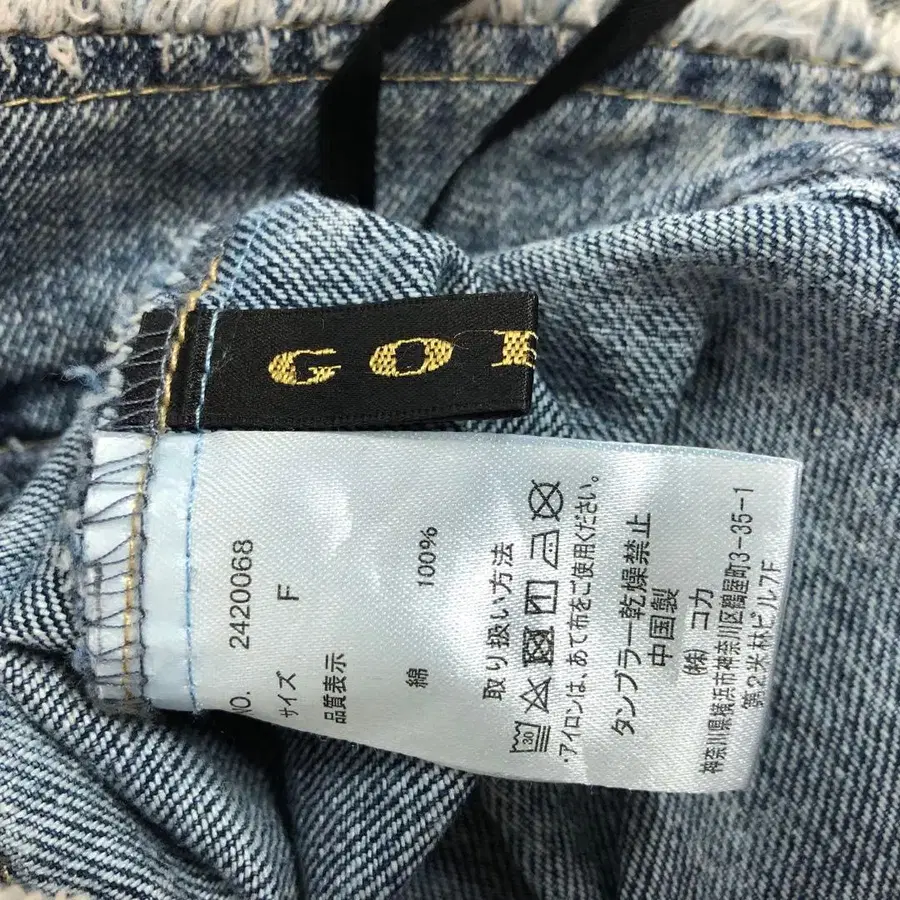 GO
NO. 2420068
サイズ F
品質表示
綿 100%
取り扱い方法
30
・アイロンは、あて布をご使用ください。
タンブラー乾燥禁止
中国製
(株) コカ
神奈川県横浜市神奈川区鶴屋町3-35-1
第2米林ビル7F